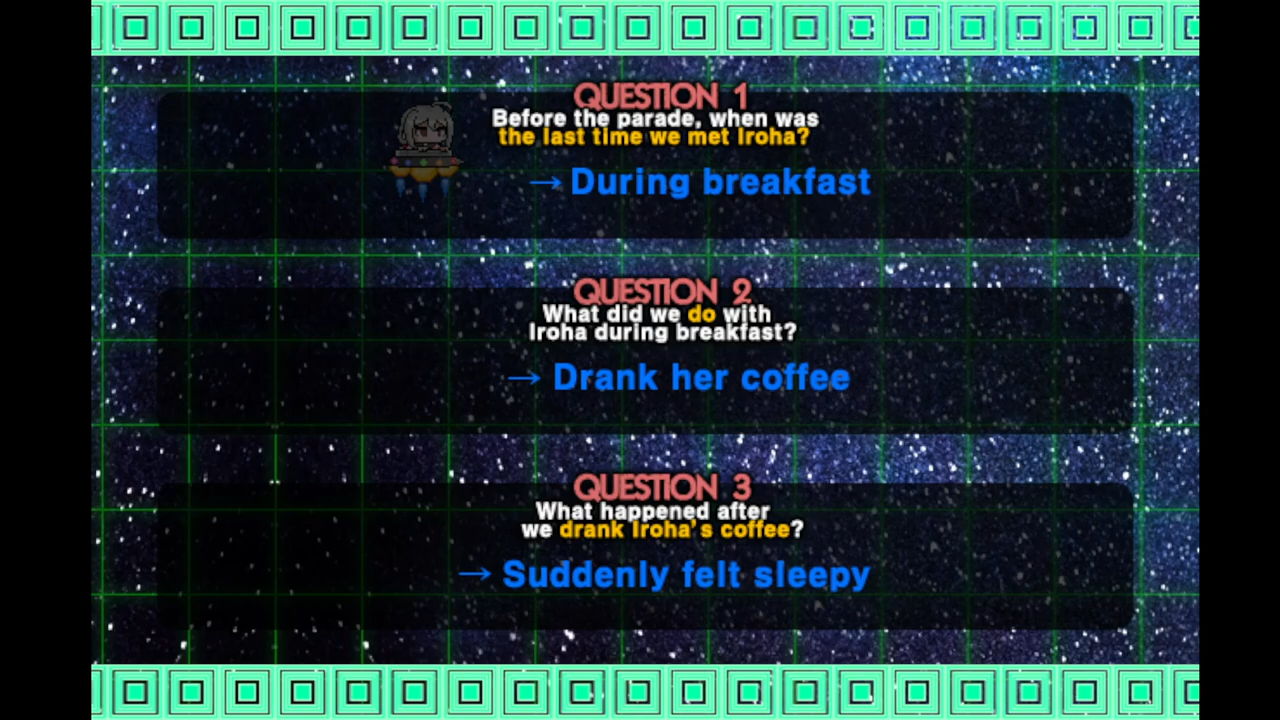 QUESTION 1
Before the parade, when was
the last time we met Iroha?
→ During breakfast
QUESTION 2
What did we do with
Iroha during breakfast?
→ Drank her coffee
QUESTION 3
What happened after
we drank Iroha's coffee?
→ Suddenly felt sleepy